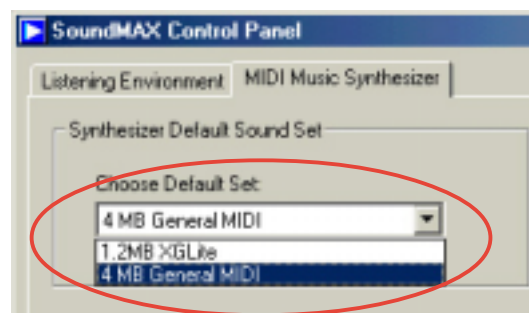 SoundMAX Control Panel
Listening Environment MIDI Music Synthesizer
Synthesizer Default Sound Set
Choose Default Set:
4 MB General MIDI
1.2MB XGLite
4 MB General MIDI